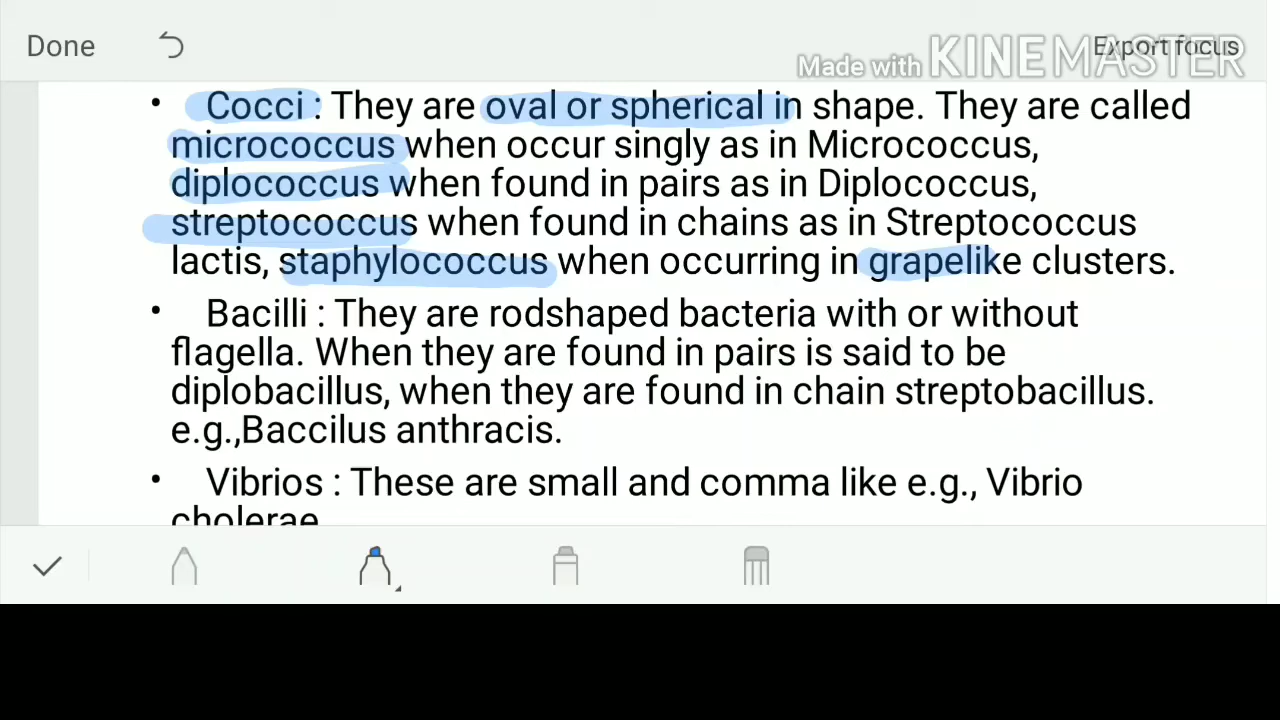 Done
Export focus
Made with KINEMASTER
• Cocci : They are oval or spherical in shape. They are called
micrococcus when occur singly as in Micrococcus,
diplococcus when found in pairs as in Diplococcus,
streptococcus when found in chains as in Streptococcus
lactis, staphylococcus when occurring in grapelike clusters.
• Bacilli : They are rodshaped bacteria with or without
flagella. When they are found in pairs is said to be
diplobacillus, when they are found in chain streptobacillus.
e.g.,Baccilus anthracis.
• Vibrios : These are small and comma like e.g., Vibrio
cholerae